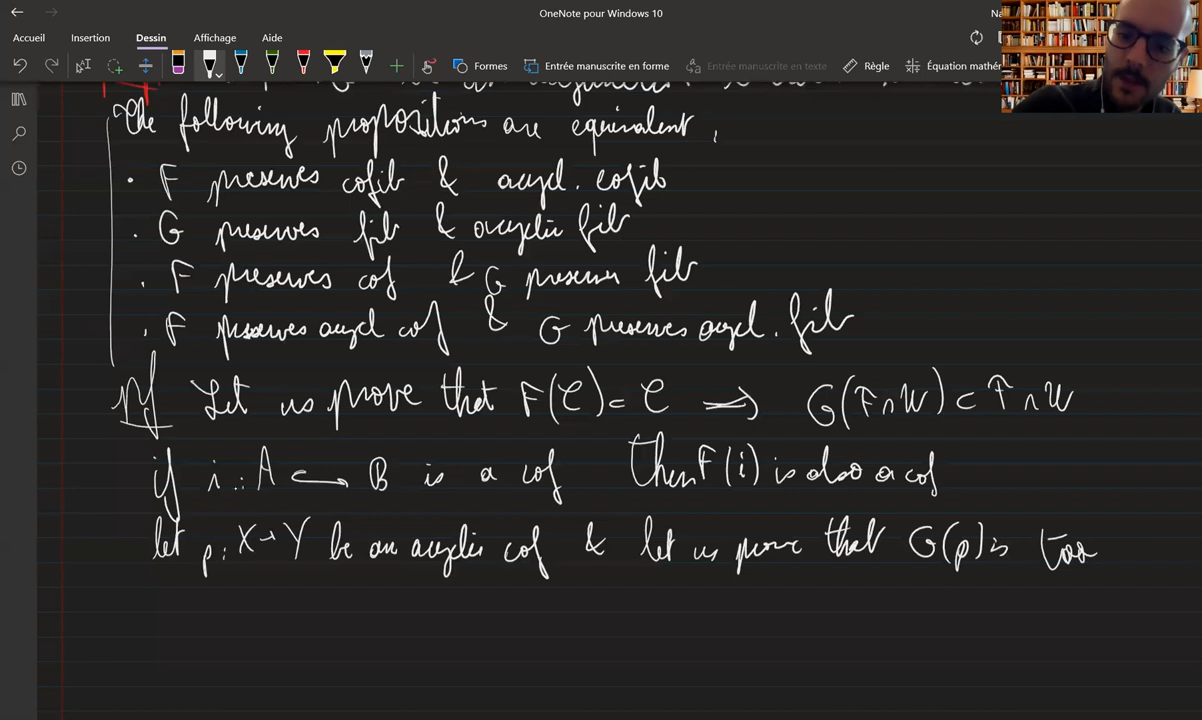 OneNote pour Windows 10
Accueil Insertion Dessin Affichage Aide
Formes Entrée manuscrite en forme Entrée manuscrite en texte Règle Équation mathér
The following propositions are equivalent.
· F preserves cofib & acycl. cofib
· G preserves fib & acyclic fib
· F preserves cof & G preserves fib
· F preserves acycl cof & G preserves acycl. fib
Pf Let us prove that F(C) ⊂ C ⟹ G(F∩W) ⊂ F∩W
if i : A ↪ B is a cof then F(i) is also a cof
let p : X → Y be an acyclic cof & let us prove that G(p) is too